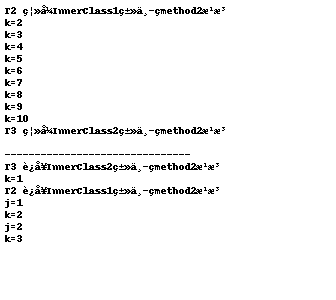 T2 ç¦»å¼InnerClass1ç±»ä¸-çmethod2æ¹æ³
k=2
k=3
k=4
k=5
k=6
k=7
k=8
k=9
k=10
T3 ç¦»å¼InnerClass2ç±»ä¸-çmethod2æ¹æ³
-------------------------------
T3 è¿å¥InnerClass2ç±»ä¸-çmethod2æ¹æ³
k=1
T2 è¿å¥InnerClass1ç±»ä¸-çmethod2æ¹æ³
j=1
k=2
j=2
k=3